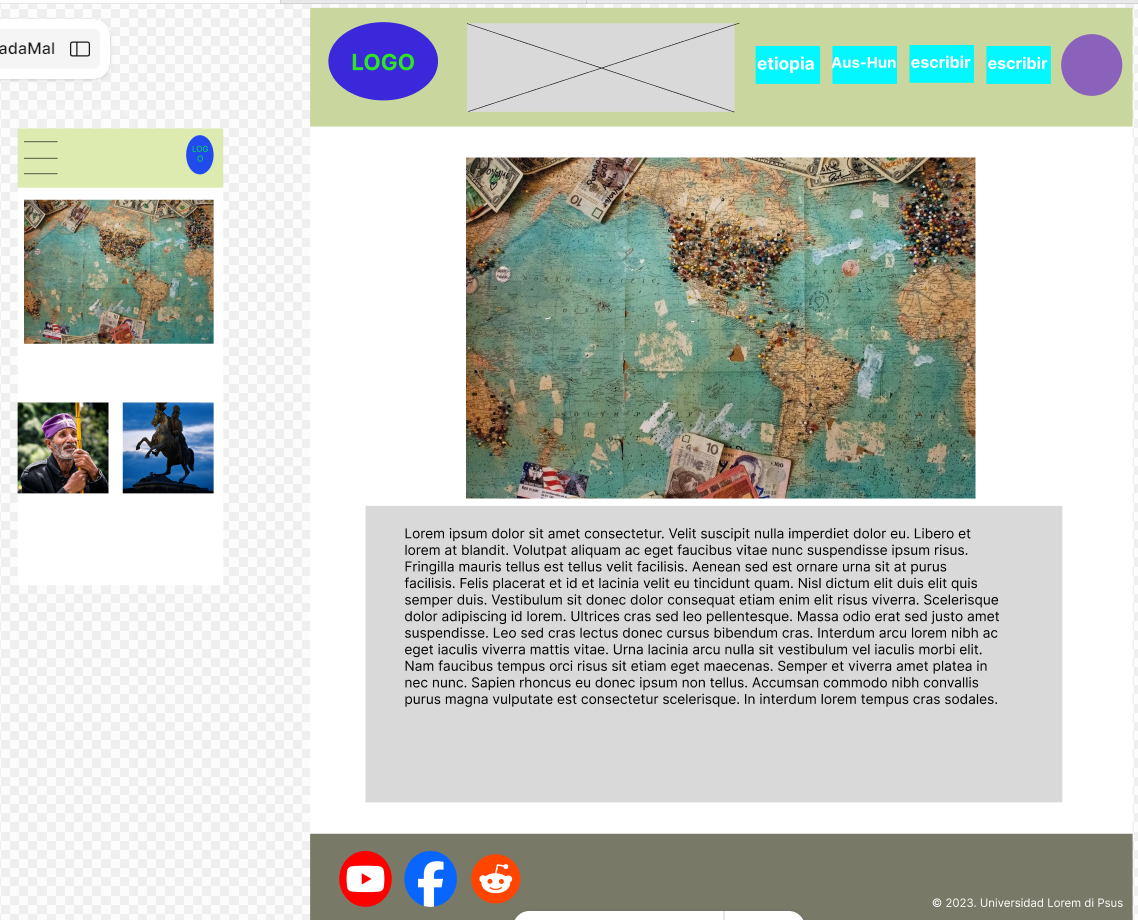 adaMal
LOGO
etiopia
Aus-Hun
escribir
escribir
LOG
O
Lorem ipsum dolor sit amet consectetur. Velit suscipit nulla imperdiet dolor eu. Libero et
lorem at blandit. Volutpat aliquam ac eget faucibus vitae nunc suspendisse ipsum risus.
Fringilla mauris tellus est tellus velit facilisis. Aenean sed est ornare urna sit at purus
facilisis. Felis placerat et id et lacinia velit eu tincidunt quam. Nisl dictum elit duis elit quis
semper duis. Vestibulum sit donec dolor consequat etiam enim elit risus viverra. Scelerisque
dolor adipiscing id lorem. Ultrices cras sed leo pellentesque. Massa odio erat sed justo amet
suspendisse. Leo sed cras lectus donec cursus bibendum cras. Interdum arcu lorem nibh ac
eget iaculis viverra mattis vitae. Urna lacinia arcu nulla sit vestibulum vel iaculis morbi elit.
Nam faucibus tempus orci risus sit etiam eget maecenas. Semper et viverra amet platea in
nec nunc. Sapien rhoncus eu donec ipsum non tellus. Accumsan commodo nibh convallis
purus magna vulputate est consectetur scelerisque. In interdum lorem tempus cras sodales.
© 2023. Universidad Lorem di Psus